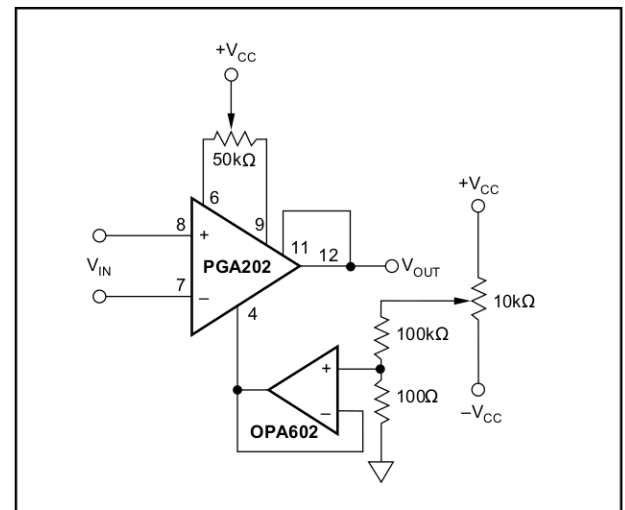 +VCC
50kΩ
6
9
8
+
11
12
VOUT
VIN
PGA202
7
–
4
+VCC
10kΩ
100kΩ
+
100Ω
–
OPA602
–VCC